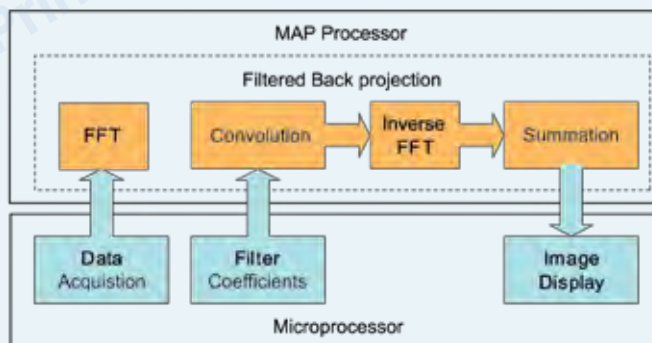 MAP Processor
Filtered Back projection
FFT
Convolution
Inverse
FFT
Summation
Data
Acquistion
Filter
Coefficients
Image
Display
Microprocessor